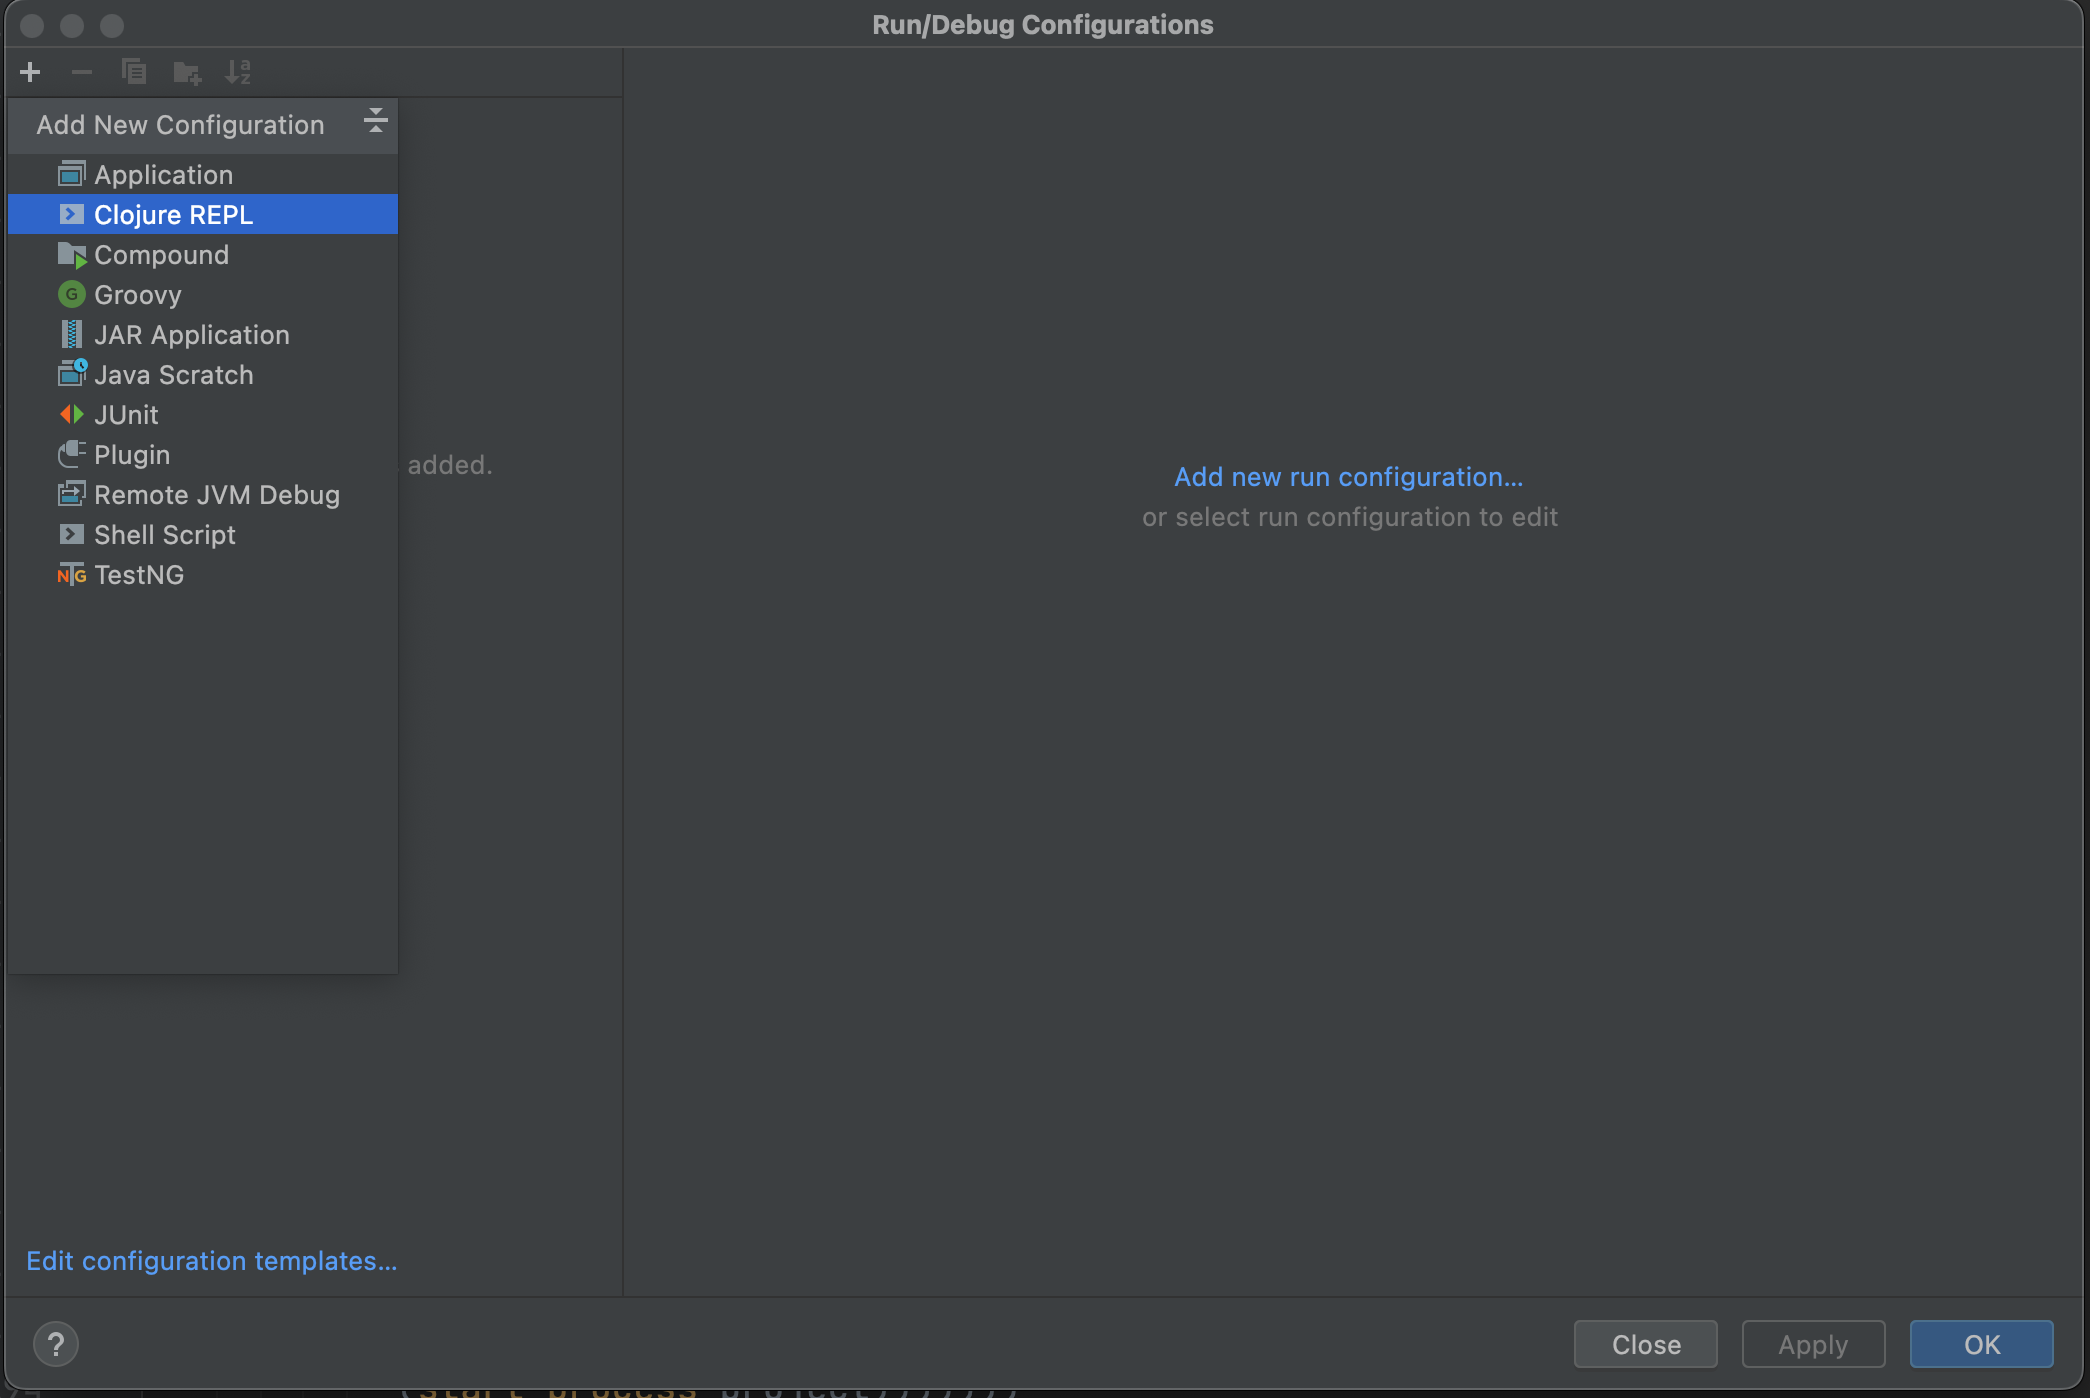 Run/Debug Configurations
Add New Configuration
Application
Clojure REPL
Compound
G Groovy
JAR Application
Java Scratch
JUnit
Plugin
added.
Remote JVM Debug
Shell Script
NTG TestNG
Add new run configuration...
or select run configuration to edit
Edit configuration templates...
?
Close
Apply
OK